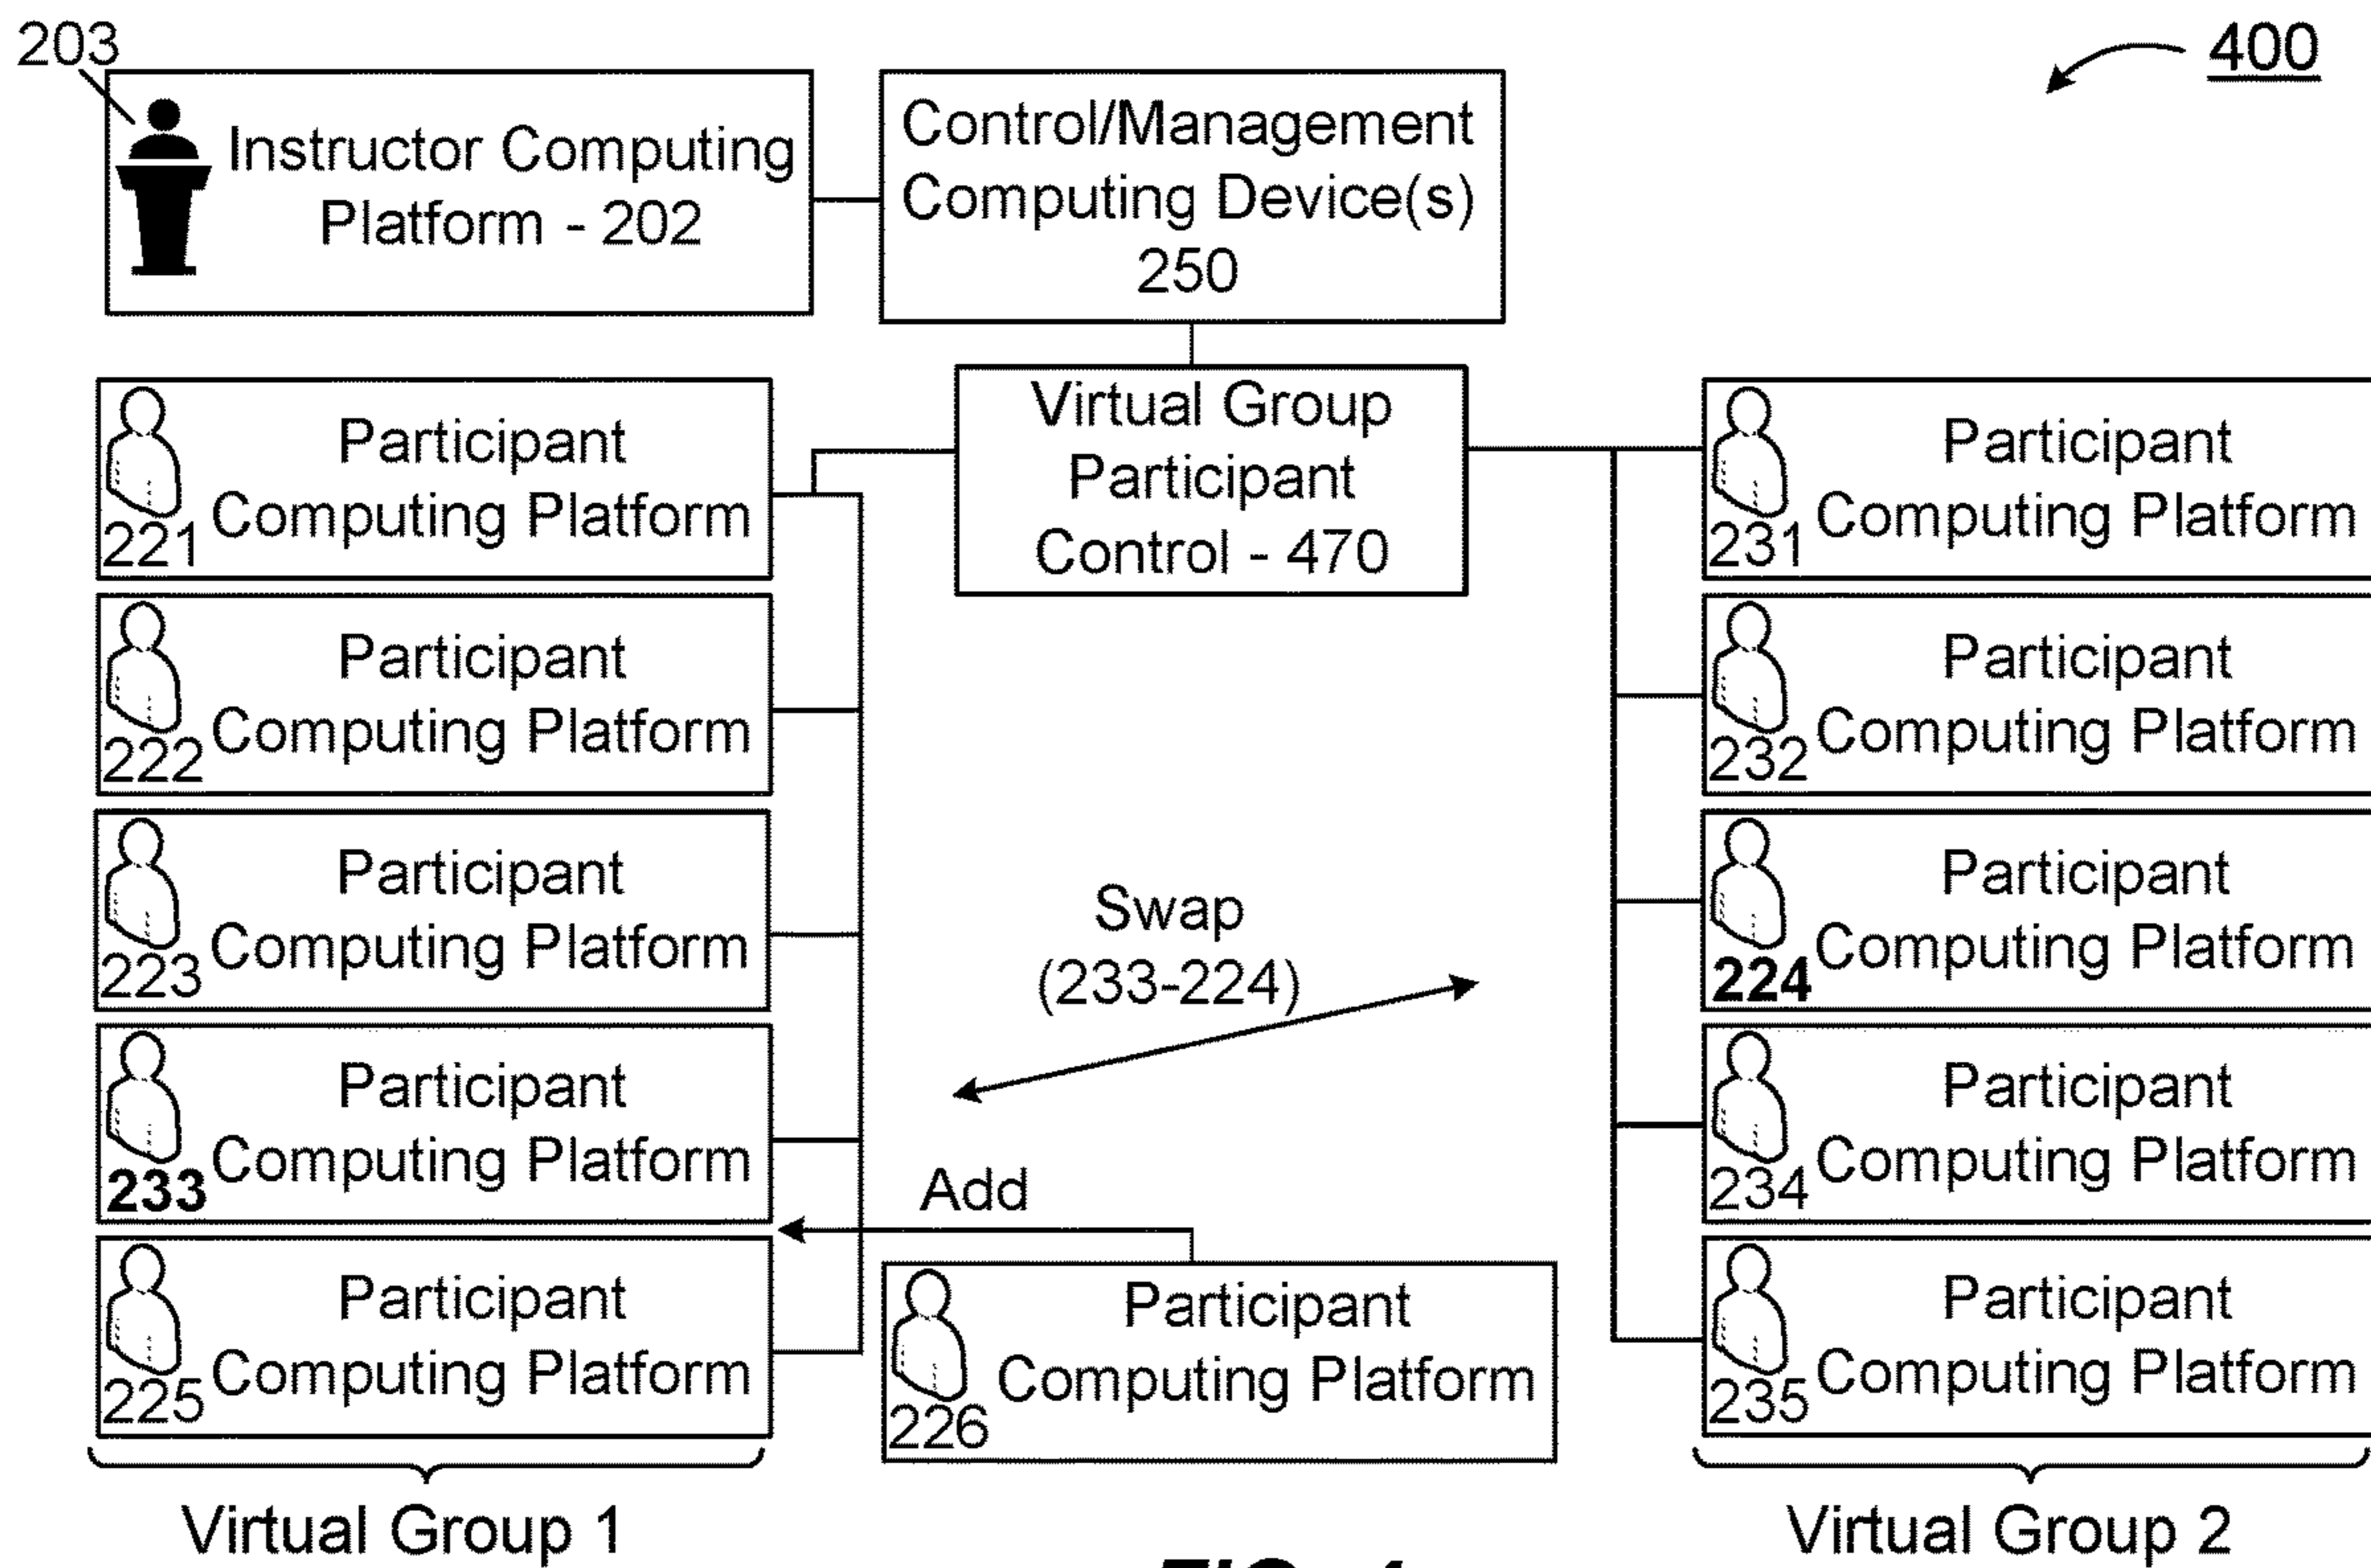 203
400
Instructor Computing
Platform - 202
Control/Management
Computing Device(s)
250
Virtual Group
Participant
Control - 470
Participant
Computing Platform
221
Participant
Computing Platform
222
Participant
Computing Platform
223
Participant
Computing Platform
233
Participant
Computing Platform
225
Swap
(233-224)
Add
Participant
Computing Platform
226
Participant
Computing Platform
231
Participant
Computing Platform
232
Participant
Computing Platform
224
Participant
Computing Platform
234
Participant
Computing Platform
235
Virtual Group 1
Virtual Group 2